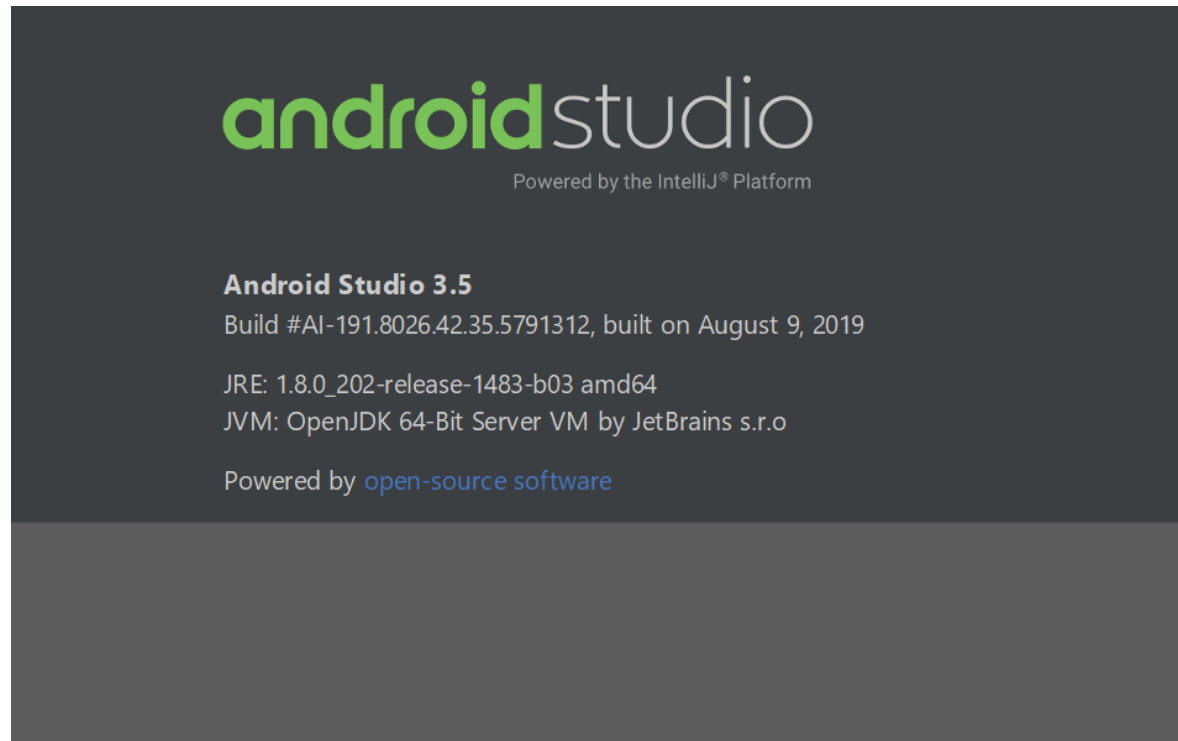 androidstudio
Powered by the IntelliJ® Platform
Android Studio 3.5
Build #AI-191.8026.42.35.5791312, built on August 9, 2019
JRE: 1.8.0_202-release-1483-b03 amd64
JVM: OpenJDK 64-Bit Server VM by JetBrains s.r.o
Powered by open-source software